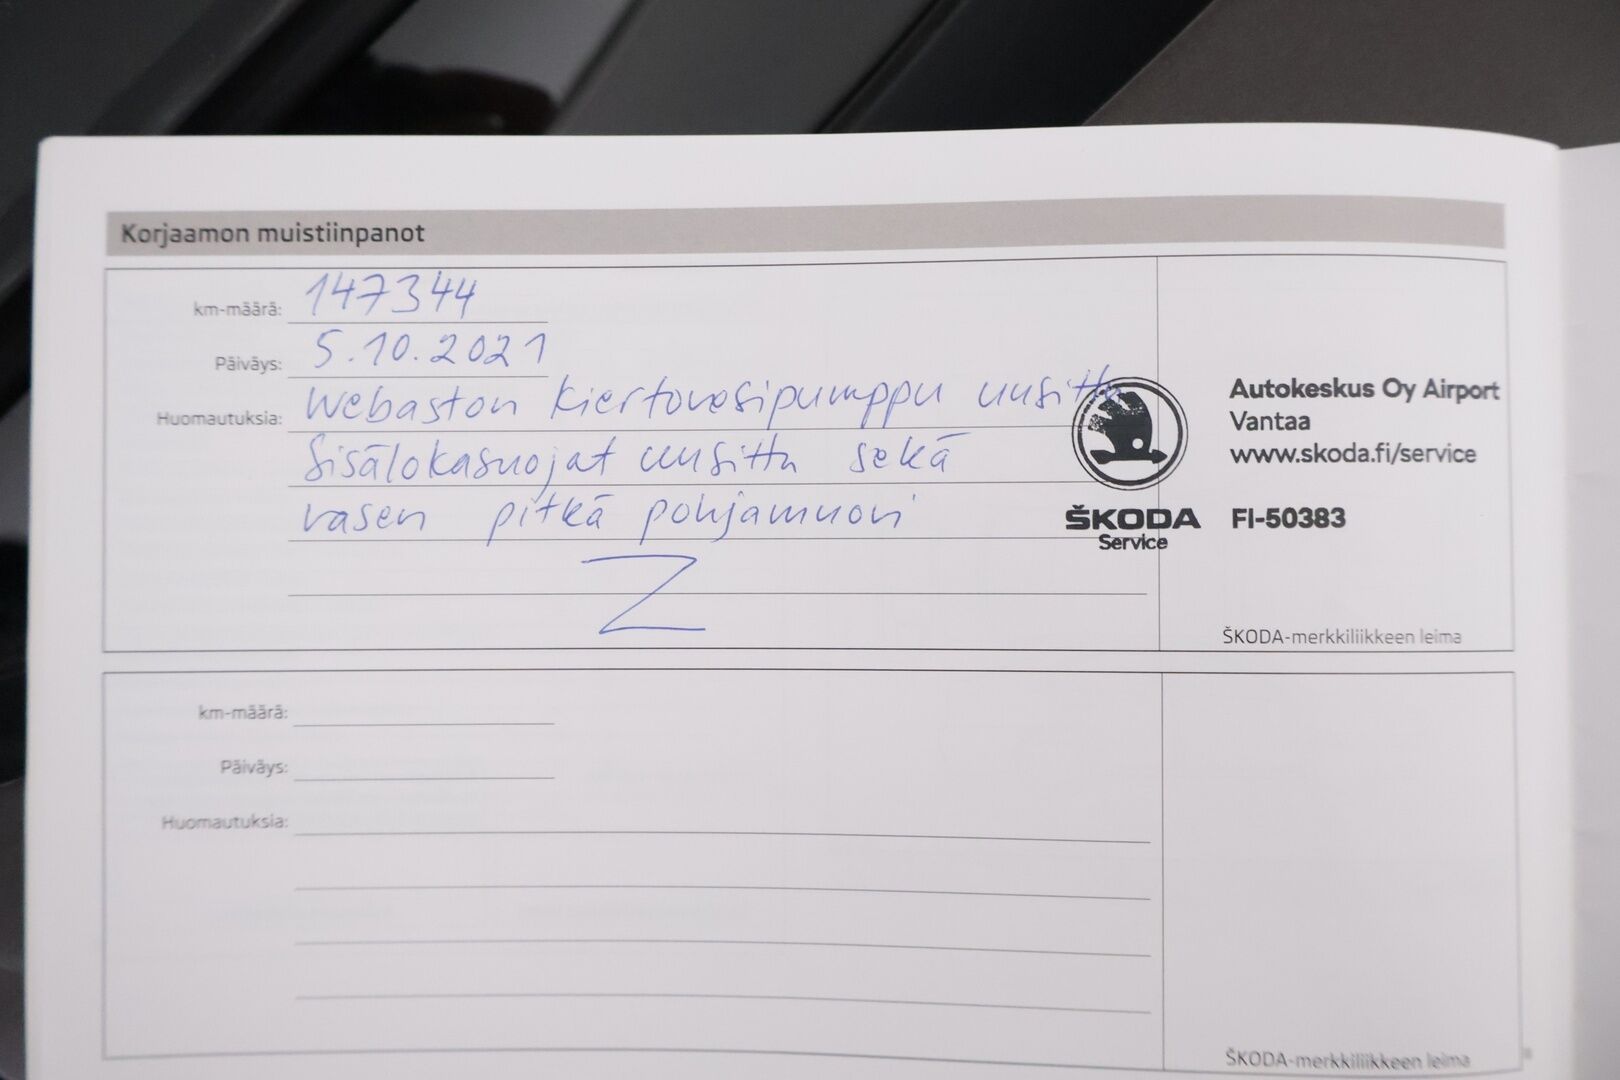 Korjaamon muistiinpanot
km-määrä: 147344
Päiväys: 5.10.2021
Huomautuksia: Webaston kiertovesipumppu uusittu
Sisälokasuojat uusittu sekä
vasen pitkä pohjamuovi
Z
Autokeskus Oy Airport
Vantaa
www.skoda.fi/service
ŠKODA
Service
FI-50383
ŠKODA-merkkiliikkeen leima
km-määrä:
Päiväys:
Huomautuksia:
ŠKODA-merkkiliikkeen leima